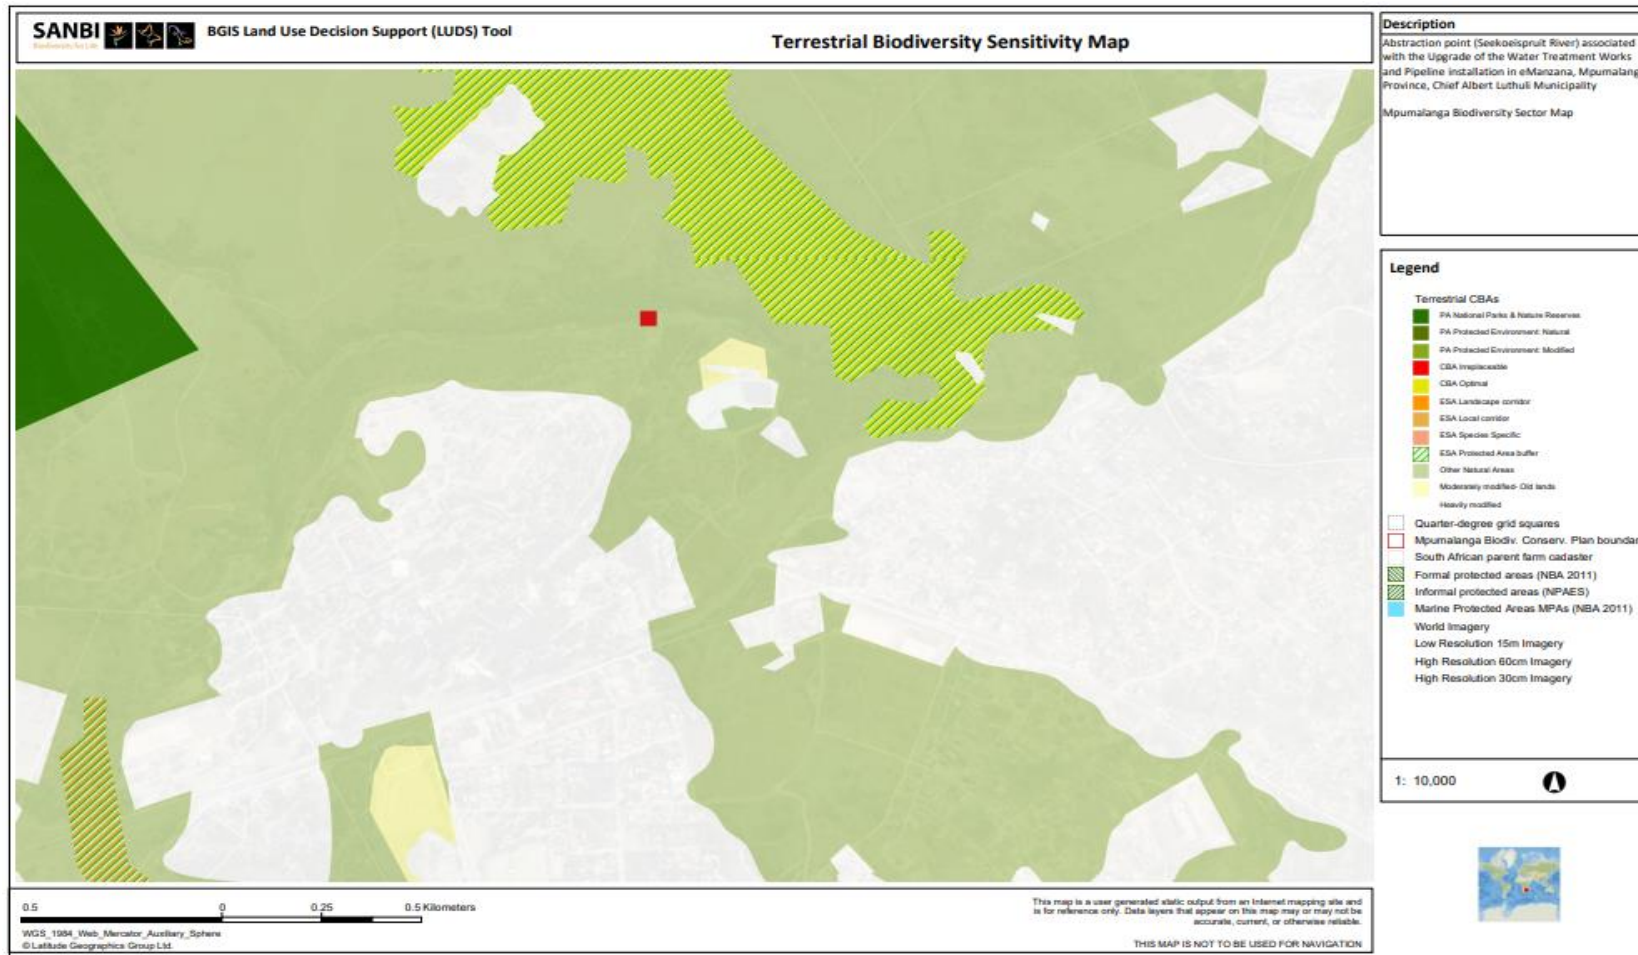 SANBI
Biodiversity for Life
BGIS Land Use Decision Support (LUDS) Tool
Terrestrial Biodiversity Sensitivity Map
Description
Abstraction point (Seekoeispruit River) associated
with the Upgrade of the Water Treatment Works
and Pipeline installation in eManzana, Mpumalang
Province, Chief Albert Luthuli Municipality
Mpumalanga Biodiversity Sector Map
Legend
Terrestrial CBAs
PA National Parks & Nature Reserves
PA Protected Environment: Natural
PA Protected Environment: Modified
CBA Irreplaceable
CBA Optimal
ESA Landscape corridor
ESA Local corridor
ESA Species Specific
ESA Protected Area buffer
Other Natural Areas
Moderately modified- Old lands
Heavily modified
Quarter-degree grid squares
Mpumalanga Biodiv. Conserv. Plan boundar
South African parent farm cadaster
Formal protected areas (NBA 2011)
Informal protected areas (NPAES)
Marine Protected Areas MPAs (NBA 2011)
World Imagery
Low Resolution 15m Imagery
High Resolution 60cm Imagery
High Resolution 30cm Imagery
1: 10,000
0.5 0 0.25 0.5 Kilometers
WGS_1984_Web_Mercator_Auxiliary_Sphere
© Latitude Geographics Group Ltd.
This map is a user generated static output from an Internet mapping site and
is for reference only. Data layers that appear on this map may or may not be
accurate, current, or otherwise reliable.
THIS MAP IS NOT TO BE USED FOR NAVIGATION